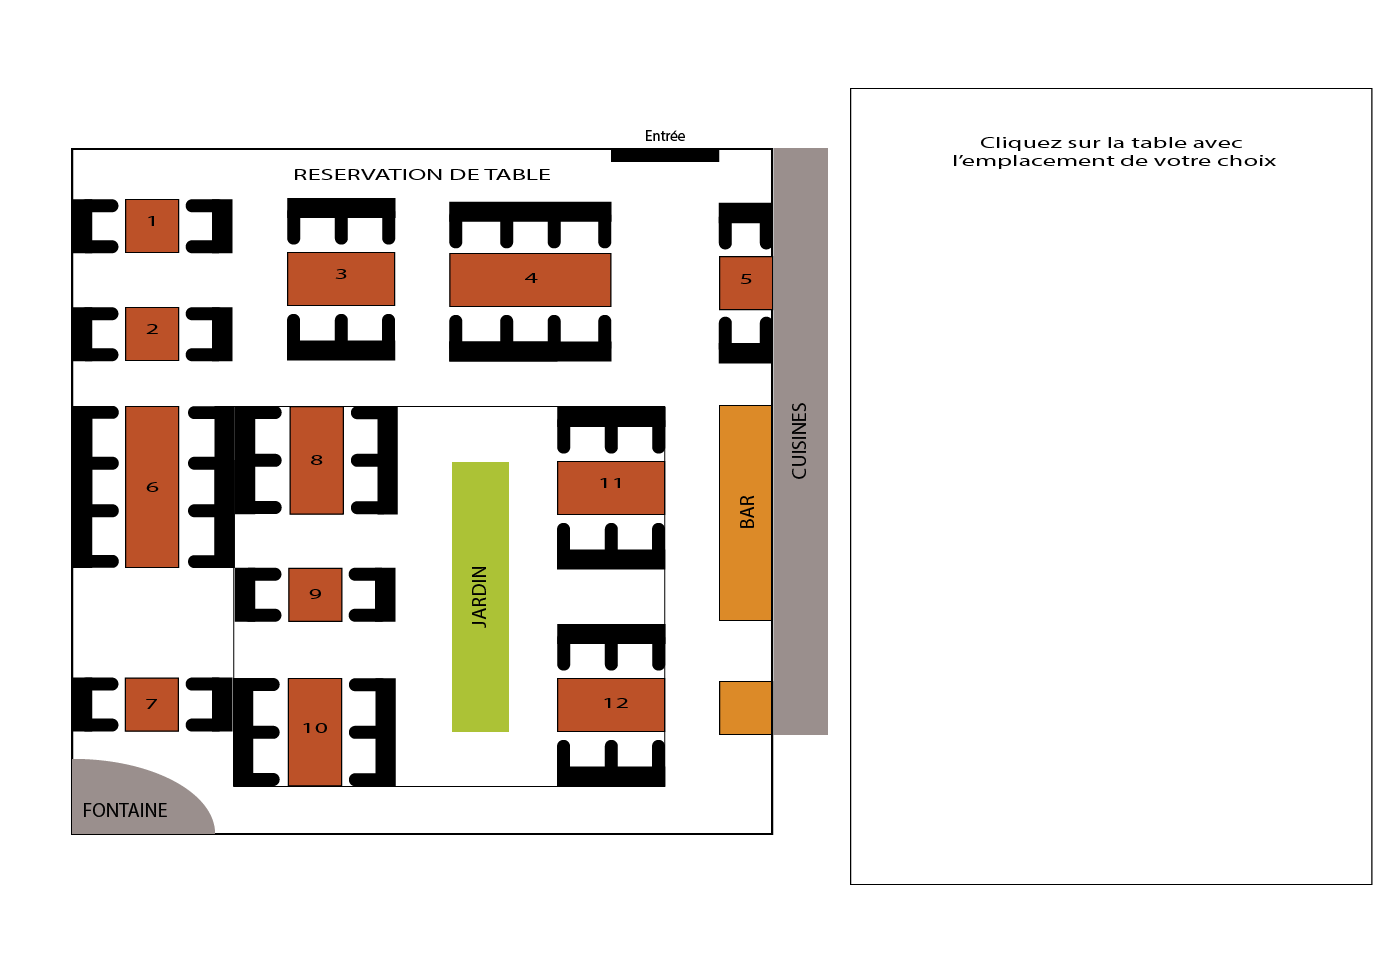 Entrée
RESERVATION DE TABLE
Cliquez sur la table avec
l'emplacement de votre choix
1
3
4
5
2
6
8
11
CUISINES
BAR
9
JARDIN
7
10
12
FONTAINE